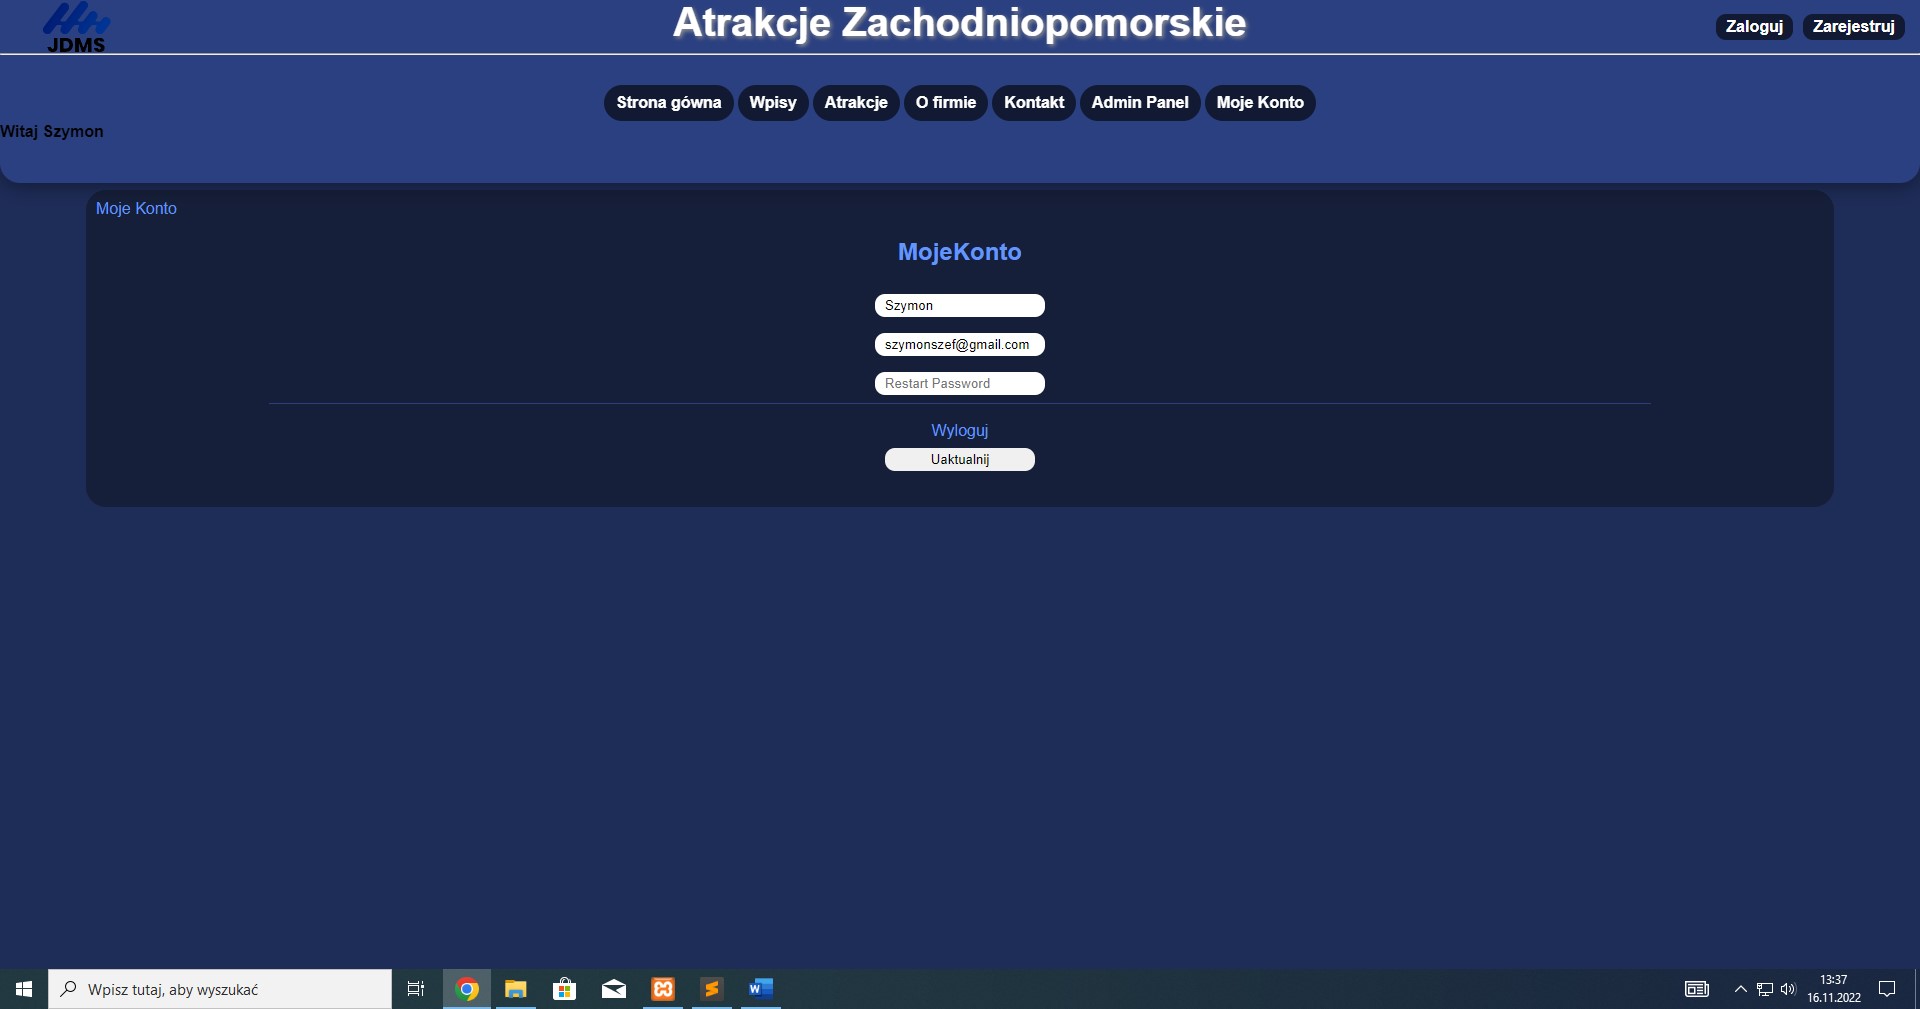 JDMS
Atrakcje Zachodniopomorskie
Zaloguj Zarejestruj
Strona gówna Wpisy Atrakcje O firmie Kontakt Admin Panel Moje Konto
Witaj Szymon
Moje Konto
MojeKonto
Szymon
szymonszef@gmail.com
Restart Password
Wyloguj
Uaktualnij
Wpisz tutaj, aby wyszukać
13:37
16.11.2022